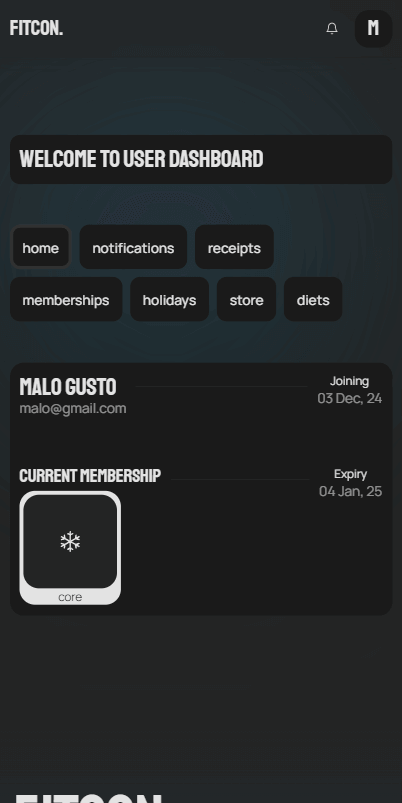 FITCON.
M
WELCOME TO USER DASHBOARD
home notifications receipts
memberships holidays store diets
MALO GUSTO
malo@gmail.com
Joining
03 Dec, 24
CURRENT MEMBERSHIP
Expiry
04 Jan, 25
core
FITCON